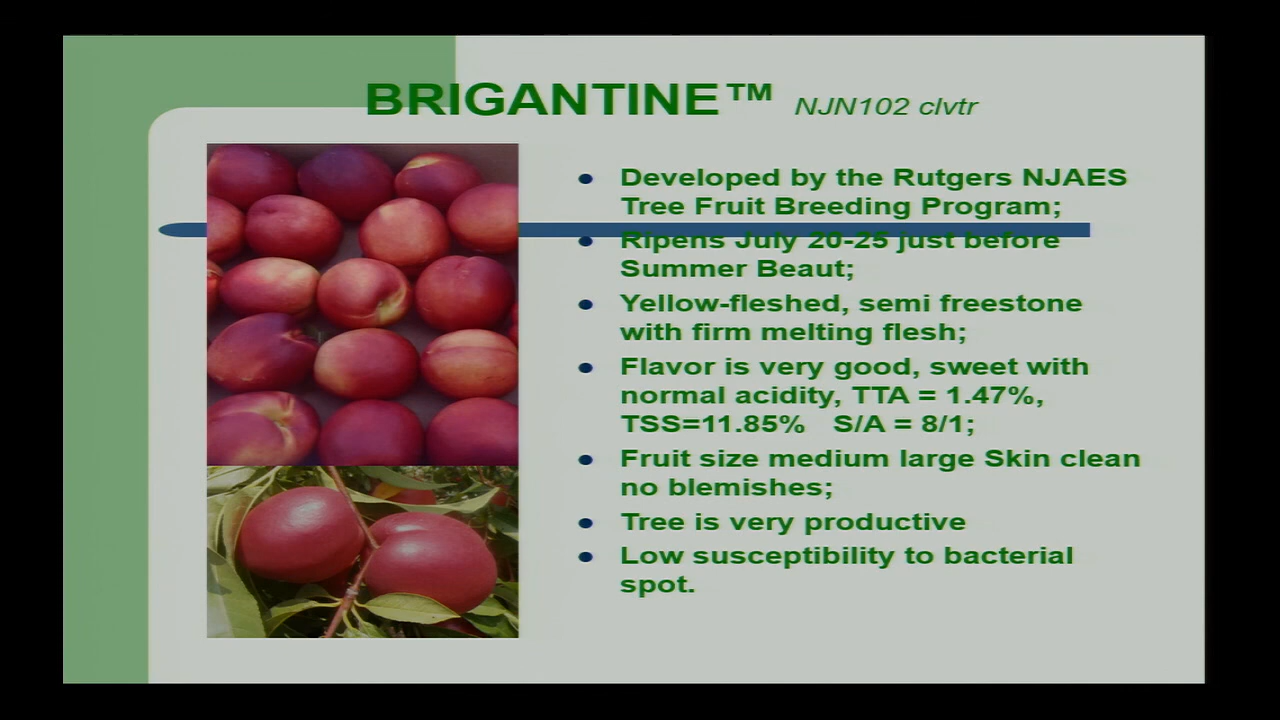 BRIGANTINE™ NJN102 clvtr
• Developed by the Rutgers NJAES
Tree Fruit Breeding Program;
• Ripens July 20-25 just before
Summer Beaut;
• Yellow-fleshed, semi freestone
with firm melting flesh;
• Flavor is very good, sweet with
normal acidity, TTA = 1.47%,
TSS=11.85% S/A = 8/1;
• Fruit size medium large Skin clean
no blemishes;
• Tree is very productive
• Low susceptibility to bacterial
spot.